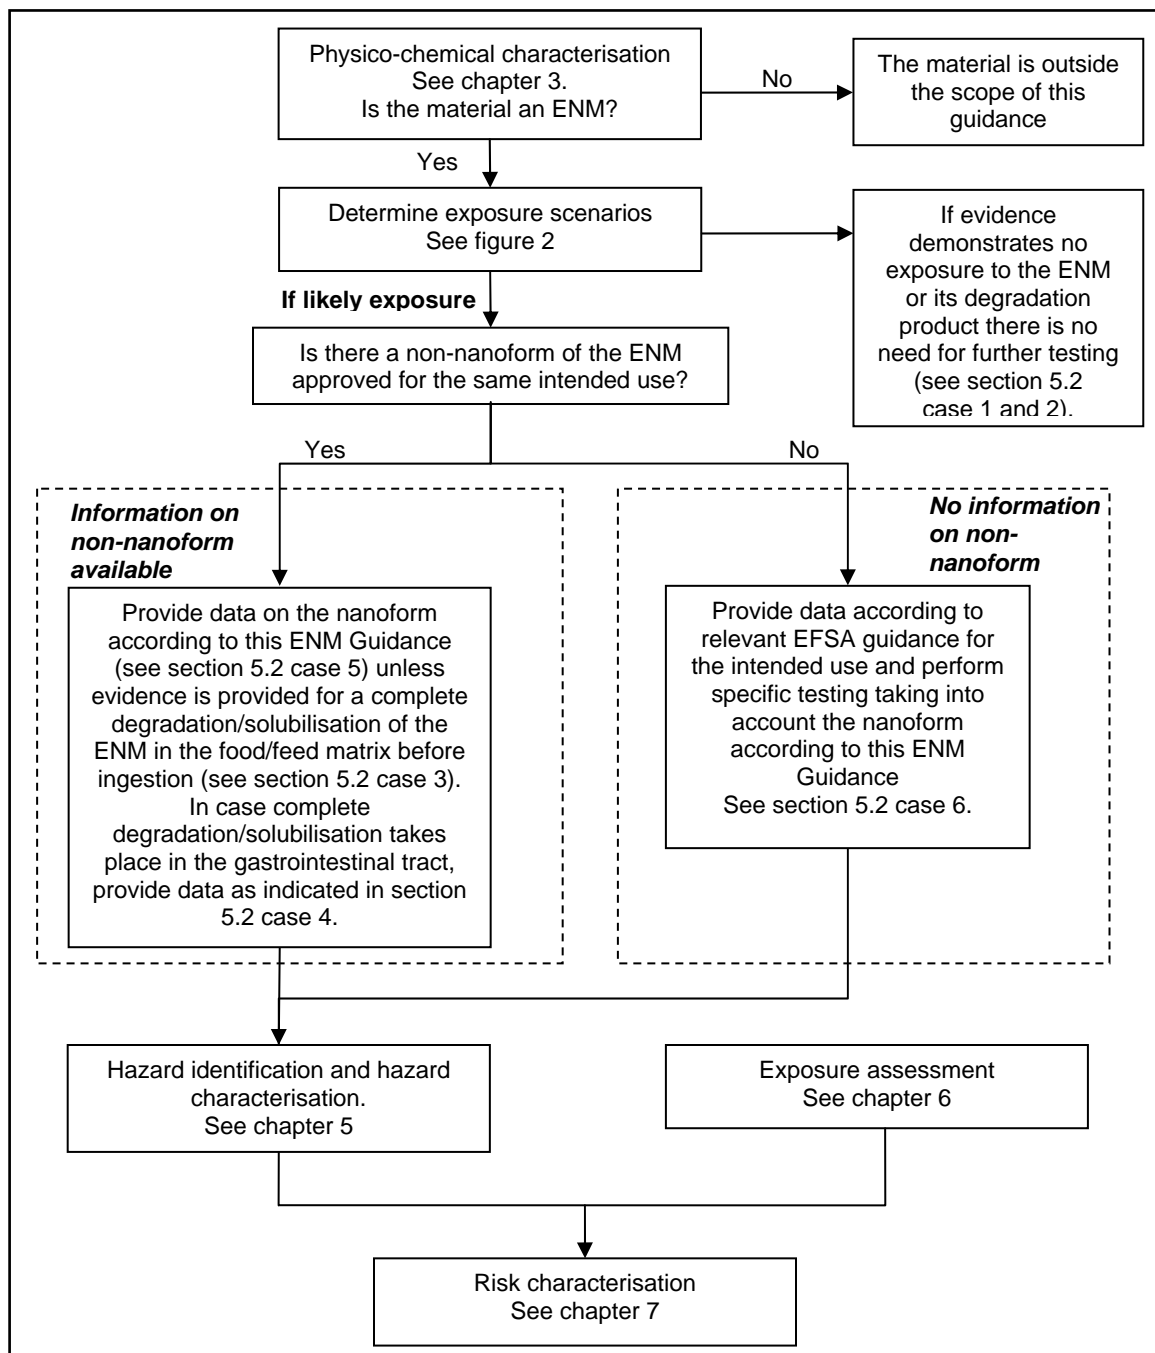 Physico-chemical characterisation
See chapter 3.
Is the material an ENM?
No
The material is outside
the scope of this
guidance
Yes
Determine exposure scenarios
See figure 2
If evidence
demonstrates no
exposure to the ENM
or its degradation
product there is no
need for further testing
(see section 5.2
case 1 and 2).
If likely exposure
Is there a non-nanoform of the ENM
approved for the same intended use?
Yes
No
Information on
non-nanoform
available
No information
on non-
nanoform
Provide data on the nanoform
according to this ENM Guidance
(see section 5.2 case 5) unless
evidence is provided for a complete
degradation/solubilisation of the
ENM in the food/feed matrix before
ingestion (see section 5.2 case 3).
In case complete
degradation/solubilisation takes
place in the gastrointestinal tract,
provide data as indicated in section
5.2 case 4.
Provide data according to
relevant EFSA guidance for
the intended use and perform
specific testing taking into
account the nanoform
according to this ENM
Guidance
See section 5.2 case 6.
Hazard identification and hazard
characterisation.
See chapter 5
Exposure assessment
See chapter 6
Risk characterisation
See chapter 7